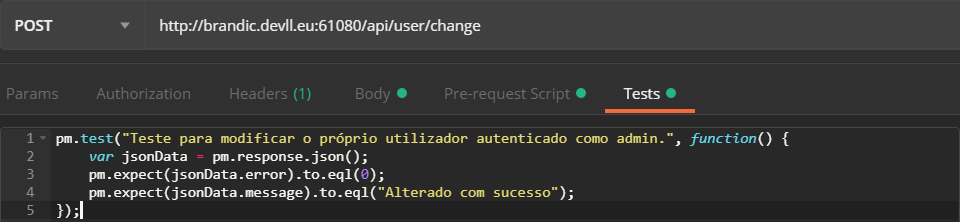 POST http://brandic.devll.eu:61080/api/user/change
Params Authorization Headers (1) Body Pre-request Script Tests
1 pm.test("Teste para modificar o próprio utilizador autenticado como admin.", function() {
2 var jsonData = pm.response.json();
3 pm.expect(jsonData.error).to.eql(0);
4 pm.expect(jsonData.message).to.eql("Alterado com sucesso");
5 });